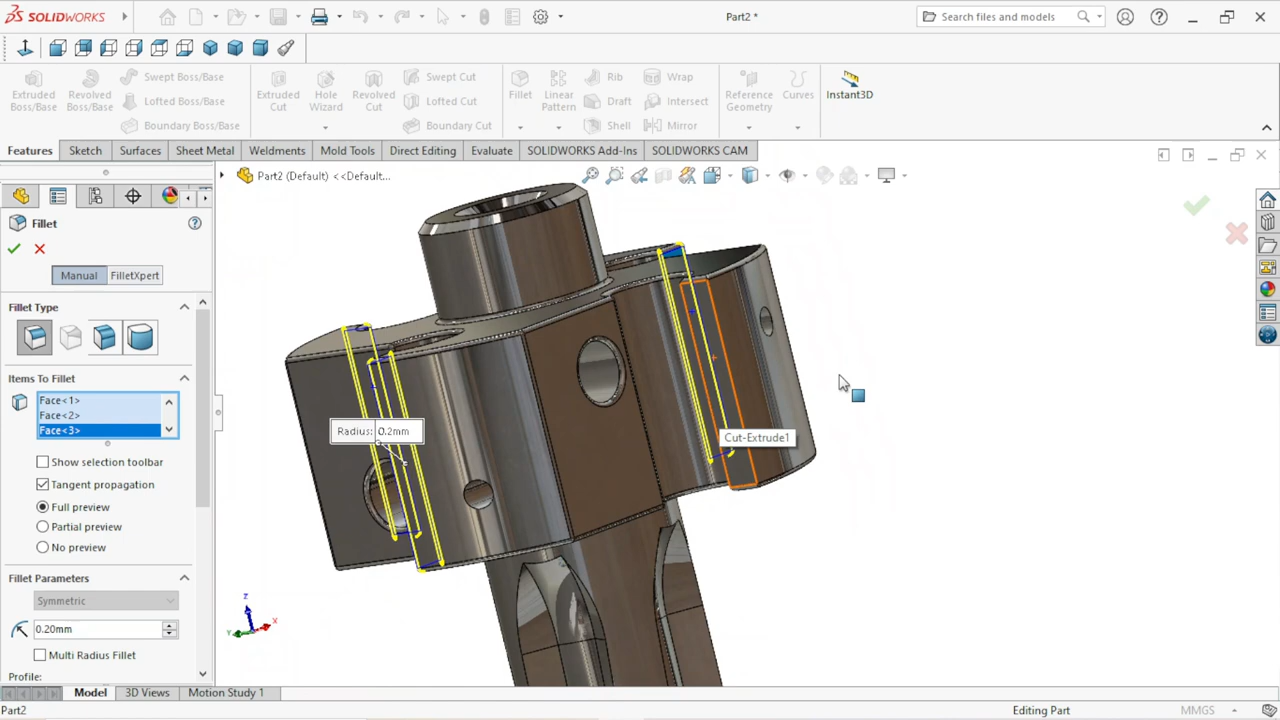 SOLIDWORKS
Part2 *
Search files and models
Extruded Boss/Base
Revolved Boss/Base
Swept Boss/Base
Lofted Boss/Base
Boundary Boss/Base
Extruded Cut
Hole Wizard
Revolved Cut
Swept Cut
Lofted Cut
Boundary Cut
Fillet
Linear Pattern
Rib
Draft
Shell
Wrap
Intersect
Mirror
Reference Geometry
Curves
Instant3D
Features
Sketch
Surfaces
Sheet Metal
Weldments
Mold Tools
Direct Editing
Evaluate
SOLIDWORKS Add-Ins
SOLIDWORKS CAM
Part2 (Default) <<Default...
Fillet
Manual
FilletXpert
Fillet Type
Items To Fillet
Face<1>
Face<2>
Face<3>
Show selection toolbar
Tangent propagation
Full preview
Partial preview
No preview
Fillet Parameters
Symmetric
0.20mm
Multi Radius Fillet
Profile:
Radius: 0.2mm
Cut-Extrude1
Z
Y
X
Model
3D Views
Motion Study 1
Part2
Editing Part
MMGS